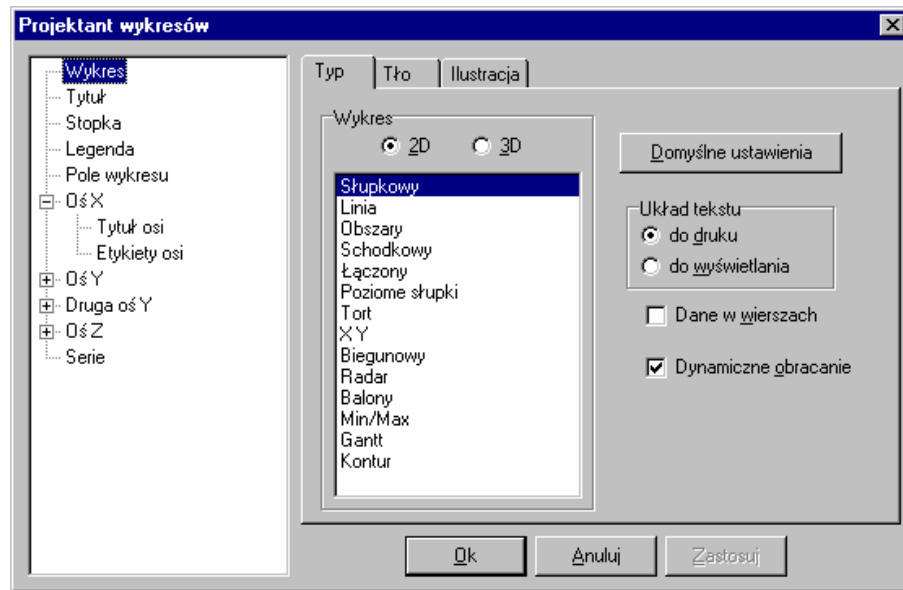 Projektant wykresów
Wykres
Tytuł
Stopka
Legenda
Pole wykresu
Oś X
Tytuł osi
Etykiety osi
Oś Y
Druga oś Y
Oś Z
Serie
Typ
Tło
Ilustracja
Wykres
2D
3D
Słupkowy
Linia
Obszary
Schodkowy
Łączony
Poziome słupki
Tort
X Y
Biegunowy
Radar
Balony
Min/Max
Gantt
Kontur
Domyślne ustawienia
Układ tekstu
do druku
do wyświetlania
Dane w wierszach
Dynamiczne obracanie
Ok
Anuluj
Zastosuj